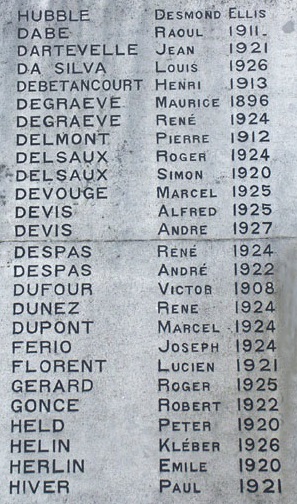 HUBBLE DESMOND ELLIS
DABE RAOUL 1911.
DARTEVELLE JEAN 1921
DA SILVA LOUIS 1926
DEBETANCOURT HENRI 1913
DEGRAEVE MAURICE 1896
DEGRAEVE RENÉ 1924
DELMONT PIERRE 1912
DELSAUX ROGER 1924
DELSAUX SIMON 1920
DEVOUGE MARCEL 1925
DEVIS ALFRED 1925
DEVIS ANDRE 1927
DESPAS RENÉ 1924
DESPAS ANDRÉ 1922
DUFOUR VICTOR 1908
DUNEZ RENE 1924
DUPONT MARCEL 1924
FERIO JOSEPH 1924
FLORENT LUCIEN 1921
GERARD ROGER 1925
GONCE ROBERT 1922
HELD PETER 1920
HELIN KLÉBER 1926
HERLIN EMILE 1920
HIVER PAUL 1921